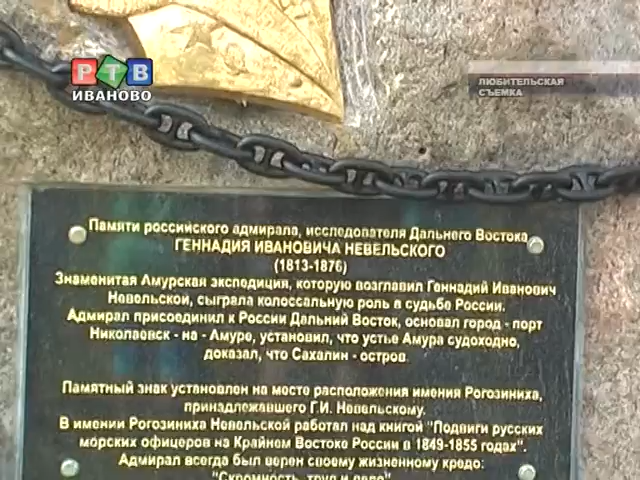 РТВ
ИВАНОВО
ЛЮБИТЕЛЬСКАЯ
СЪЕМКА
Памяти российского адмирала, исследователя Дальнего Востока
ГЕННАДИЯ ИВАНОВИЧА НЕВЕЛЬСКОГО
(1813-1876)
Знаменитая Амурская экспедиция, которую возглавил Геннадий Иванович
Невельской, сыграла колоссальную роль в судьбе России.
Адмирал присоединил к России Дальний Восток, основал город - порт
Николаевск - на - Амуре, установил, что устье Амура судоходно,
доказал, что Сахалин - остров.
Памятный знак установлен на месте расположения имения Рогозиниха,
принадлежавшего Г.И. Невельскому.
В имении Рогозиниха Невельской работал над книгой "Подвиги русских
морских офицеров на Крайнем Востоке России в 1849-1855 годах".
Адмирал всегда был верен своему жизненному кредо:
"Скромность, труд и дело"